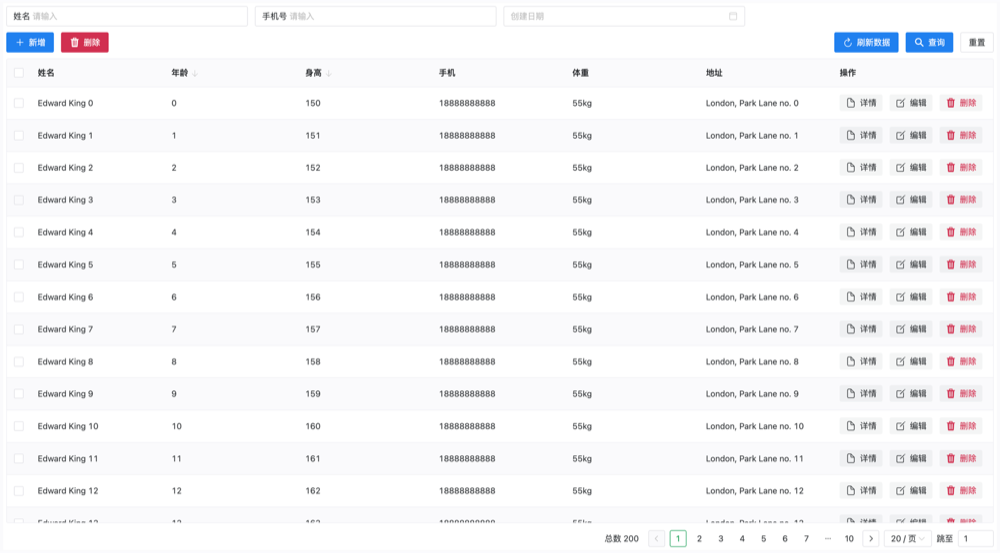 姓名 请输入 手机号 请输入 创建日期
新增 删除 刷新数据 查询 重置
姓名 年龄 身高 手机 体重 地址 操作
Edward King 0 0 150 18888888888 55kg London, Park Lane no. 0 详情 编辑 删除
Edward King 1 1 151 18888888888 55kg London, Park Lane no. 1 详情 编辑 删除
Edward King 2 2 152 18888888888 55kg London, Park Lane no. 2 详情 编辑 删除
Edward King 3 3 153 18888888888 55kg London, Park Lane no. 3 详情 编辑 删除
Edward King 4 4 154 18888888888 55kg London, Park Lane no. 4 详情 编辑 删除
Edward King 5 5 155 18888888888 55kg London, Park Lane no. 5 详情 编辑 删除
Edward King 6 6 156 18888888888 55kg London, Park Lane no. 6 详情 编辑 删除
Edward King 7 7 157 18888888888 55kg London, Park Lane no. 7 详情 编辑 删除
Edward King 8 8 158 18888888888 55kg London, Park Lane no. 8 详情 编辑 删除
Edward King 9 9 159 18888888888 55kg London, Park Lane no. 9 详情 编辑 删除
Edward King 10 10 160 18888888888 55kg London, Park Lane no. 10 详情 编辑 删除
Edward King 11 11 161 18888888888 55kg London, Park Lane no. 11 详情 编辑 删除
Edward King 12 12 162 18888888888 55kg London, Park Lane no. 12 详情 编辑 删除
总数 200 1 2 3 4 5 6 7 ··· 10 20 / 页 跳至 1